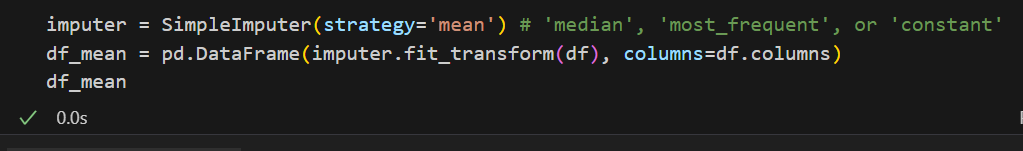 imputer = SimpleImputer(strategy='mean') # 'median', 'most_frequent', or 'constant'
df_mean = pd.DataFrame(imputer.fit_transform(df), columns=df.columns)
df_mean
0.0s